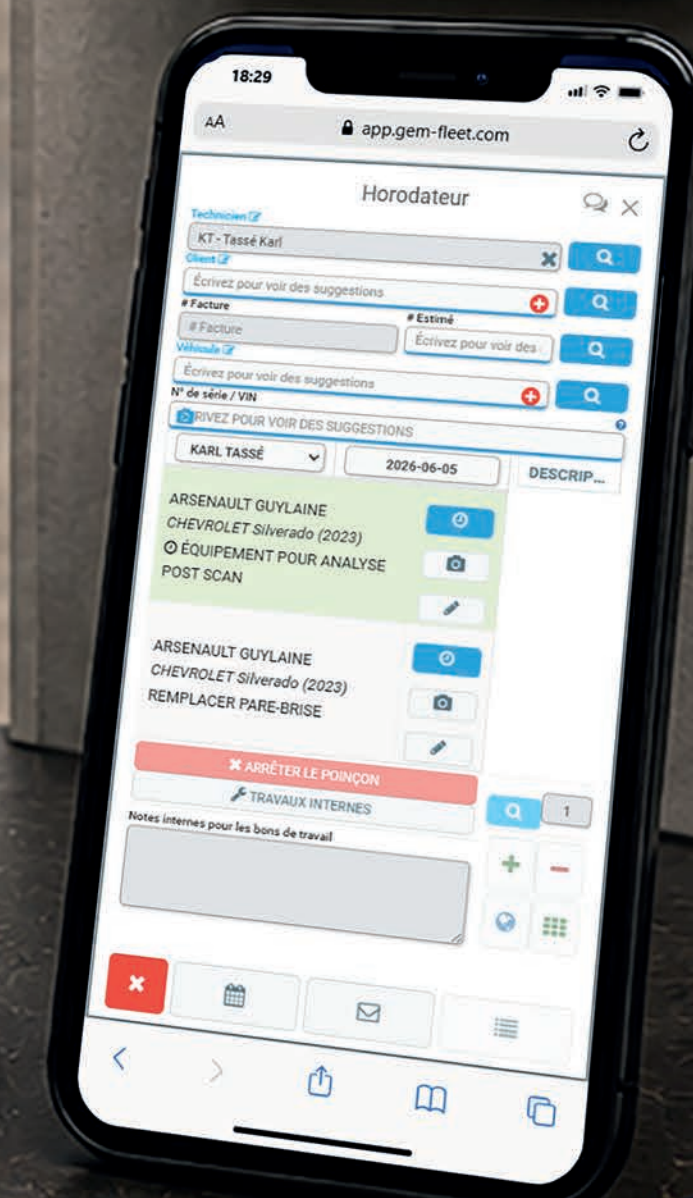 18:29
AA app.gem-fleet.com
Horodateur
Technicien
KT - Tassé Karl
Client
Écrivez pour voir des suggestions
# Facture # Estimé
# Facture Écrivez pour voir des
Véhicule
Écrivez pour voir des suggestions
N° de série / VIN
RIVEZ POUR VOIR DES SUGGESTIONS
KARL TASSÉ 2026-06-05 DESCRIP...
ARSENAULT GUYLAINE
CHEVROLET Silverado (2023)
ÉQUIPEMENT POUR ANALYSE
POST SCAN
ARSENAULT GUYLAINE
CHEVROLET Silverado (2023)
REMPLACER PARE-BRISE
ARRÊTER LE POINÇON
TRAVAUX INTERNES 1
Notes internes pour les bons de travail